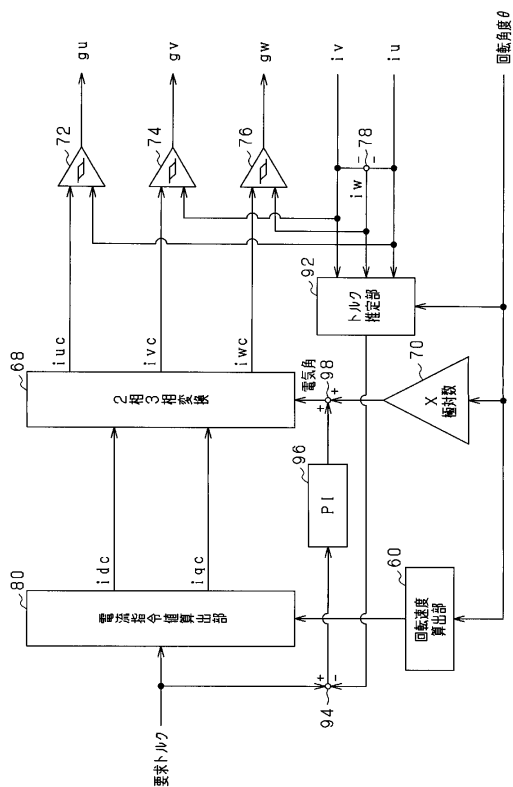 要求トルク
80
電流指令値算出部
idc
iqc
68
2相3相変換
iuc
ivc
iwc
72
74
76
gu
gv
gw
iv
iu
iw
78
-
-
92
トルク
推定部
電気角
98
+
+
96
PI
94
+
-
70
×
極対数
60
回転速度
算出部
回転角度θ